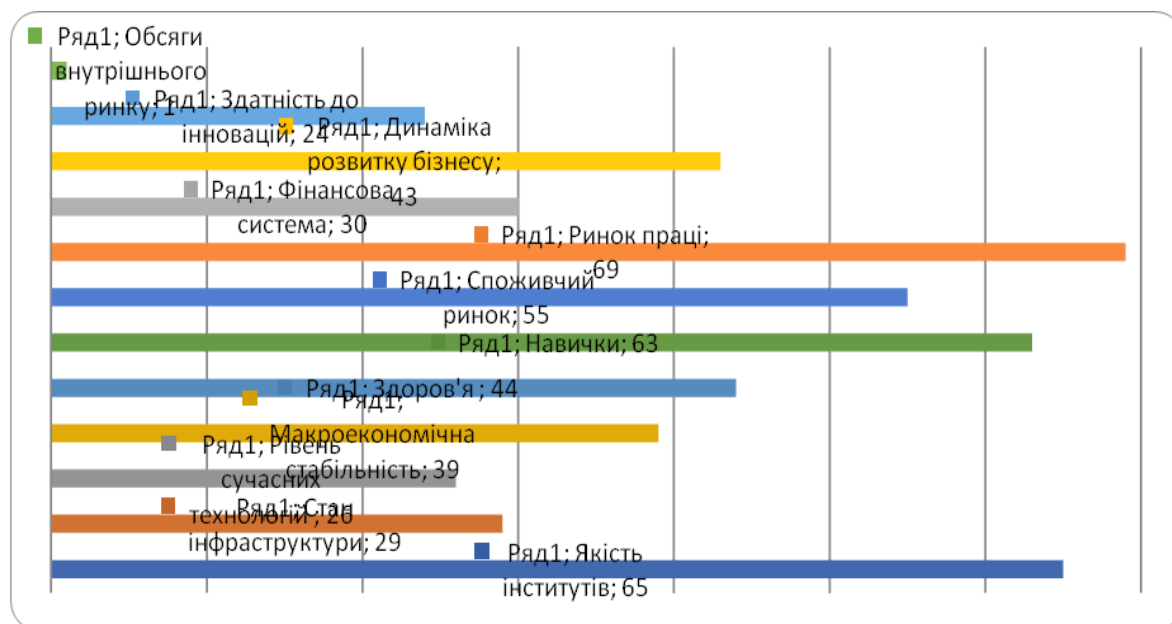 Ряд1; Обсяги
внутрішнього
ринку; 1
Ряд1; Здатність до
інновацій; 24
Ряд1; Динаміка
розвитку бізнесу;
43
Ряд1; Фінансова
система; 30
Ряд1; Ринок праці;
69
Ряд1; Споживчий
ринок; 55
Ряд1; Навички; 63
Ряд1; Здоров'я ; 44
Ряд1;
Макроекономічна
стабільність; 39
Ряд1; Рівень
сучасних
технологій ; 26
Ряд1; Стан
інфраструктури; 29
Ряд1; Якість
інститутів; 65